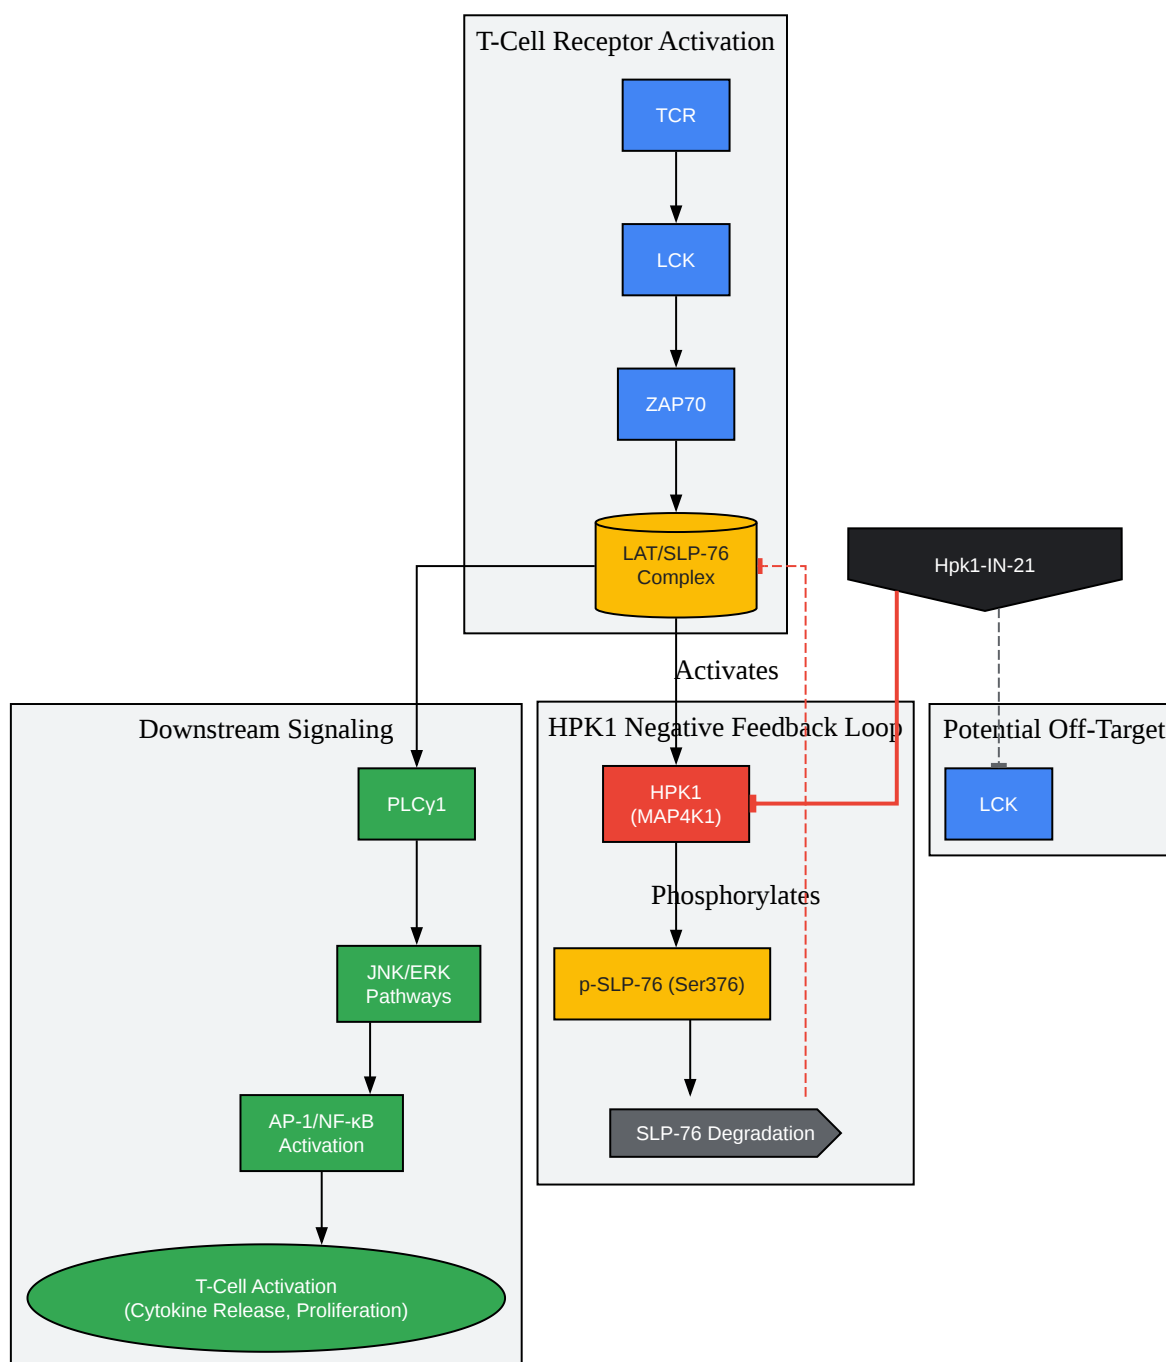 T-Cell Receptor Activation
TCR
LCK
ZAP70
LAT/SLP-76
Complex
Hpk1-IN-21
Activates
Downstream Signaling
HPK1 Negative Feedback Loop
Potential Off-Target
PLCγ1
HPK1
(MAP4K1)
LCK
Phosphorylates
JNK/ERK
Pathways
p-SLP-76 (Ser376)
AP-1/NF-κB
Activation
SLP-76 Degradation
T-Cell Activation
(Cytokine Release, Proliferation)